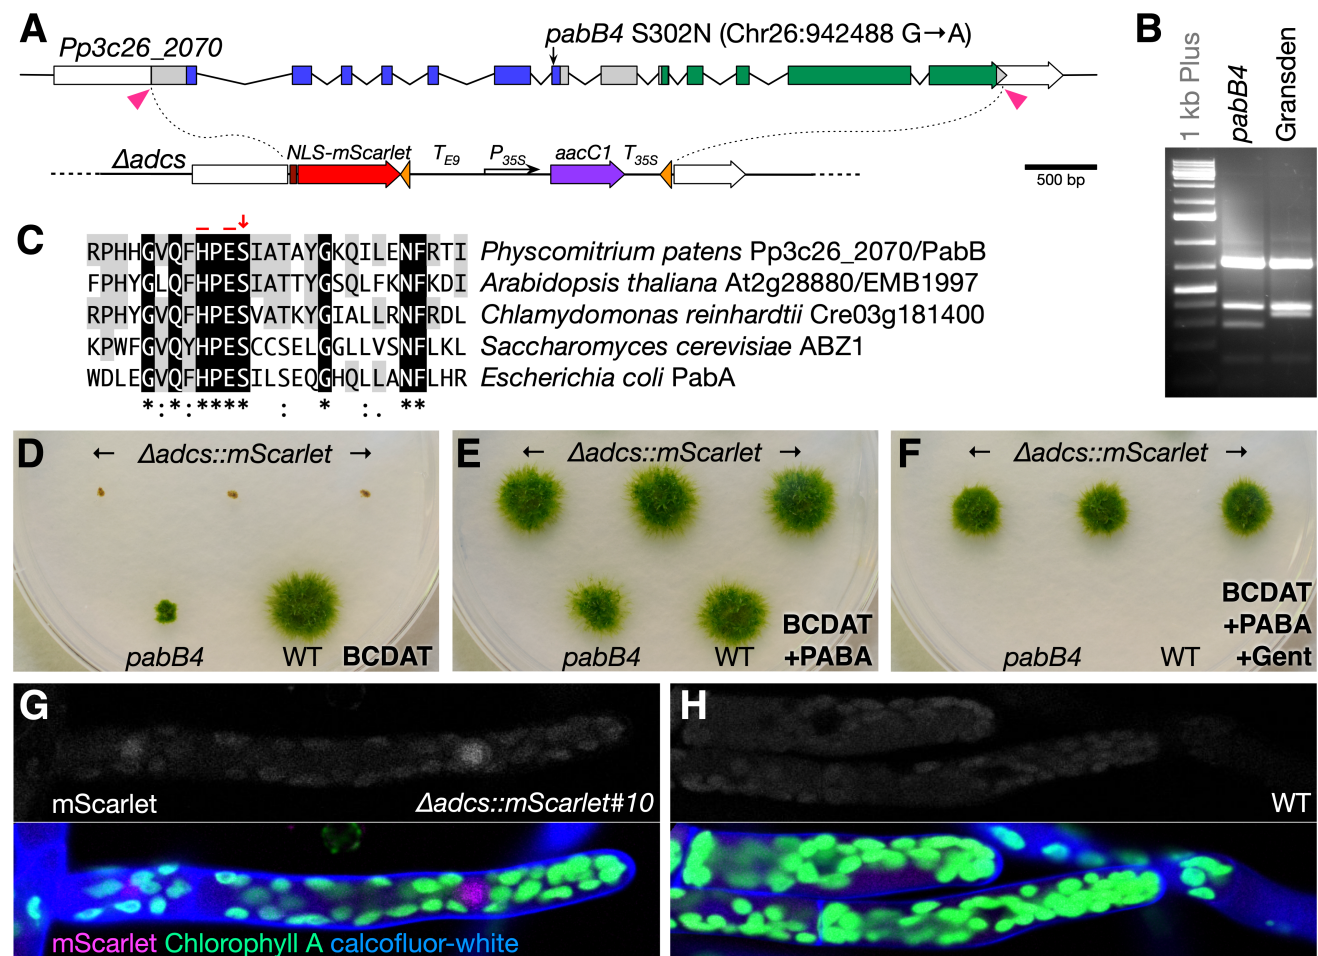 A
Pp3c26_2070
pabB4 S302N (Chr26:942488 G→A)
Δadcs
NLS-mScarlet
TE9
P35S
aacC1
T35S
500 bp
B
1 kb Plus
pabB4
Gransden
C
RPHHGVQFHPESIATAYGKQILENFRTI Physcomitrium patens Pp3c26_2070/PabB
FPHYGLQFHPESIATTYGSQLFKNFKDI Arabidopsis thaliana At2g28880/EMB1997
RPHYGVQFHPESVATKYGIALLRNFRDL Chlamydomonas reinhardtii Cre03g181400
KPWFGVQYHPESCCSELGGLLVSNFLKL Saccharomyces cerevisiae ABZ1
WDLEGVQFHPESILSEQGHQLLANFLHR Escherichia coli PabA
*:*:**** : * :. **
D
← Δadcs::mScarlet →
pabB4 WT BCDAT
E
← Δadcs::mScarlet →
pabB4 WT BCDAT
+PABA
F
← Δadcs::mScarlet →
BCDAT
+PABA
pabB4 WT +Gent
G
mScarlet Δadcs::mScarlet#10
mScarlet Chlorophyll A calcofluor-white
H
WT